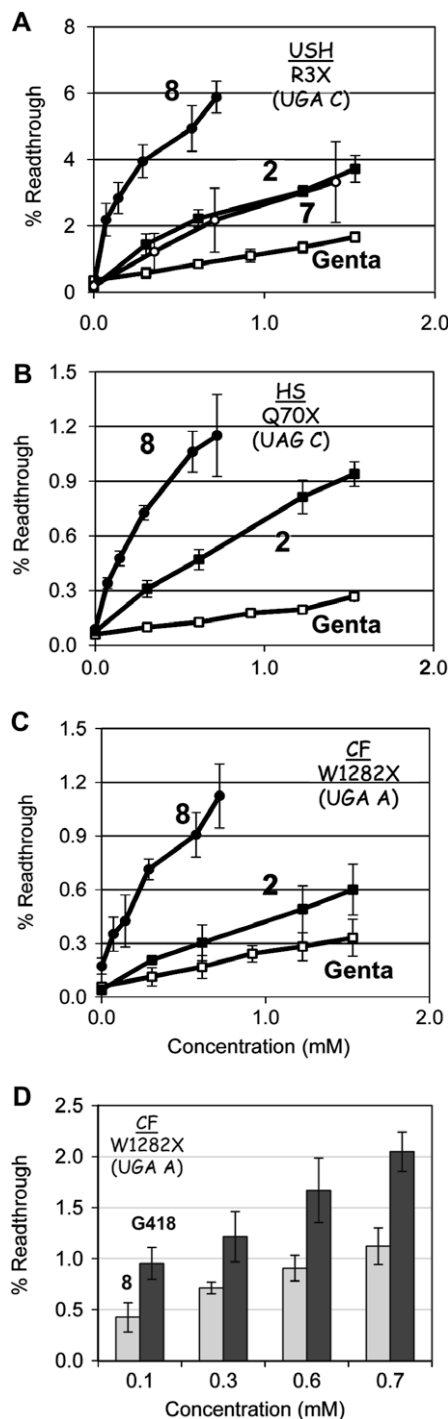 A
8
USH
R3X
(UGA C)
2
7
Genta
% Readthrough
8
6
4
2
0
0.0
1.0
2.0
B
HS
Q70X
(UAG C)
8
2
Genta
% Readthrough
1.5
1.2
0.9
0.6
0.3
0.0
0.0
1.0
2.0
C
CF
W1282X
(UGA A)
8
2
Genta
% Readthrough
1.5
1.2
0.9
0.6
0.3
0.0
0.0
1.0
2.0
Concentration (mM)
D
CF
W1282X
(UGA A)
G418
8
% Readthrough
2.5
2.0
1.5
1.0
0.5
0.0
0.1 0.3 0.6 0.7
Concentration (mM)